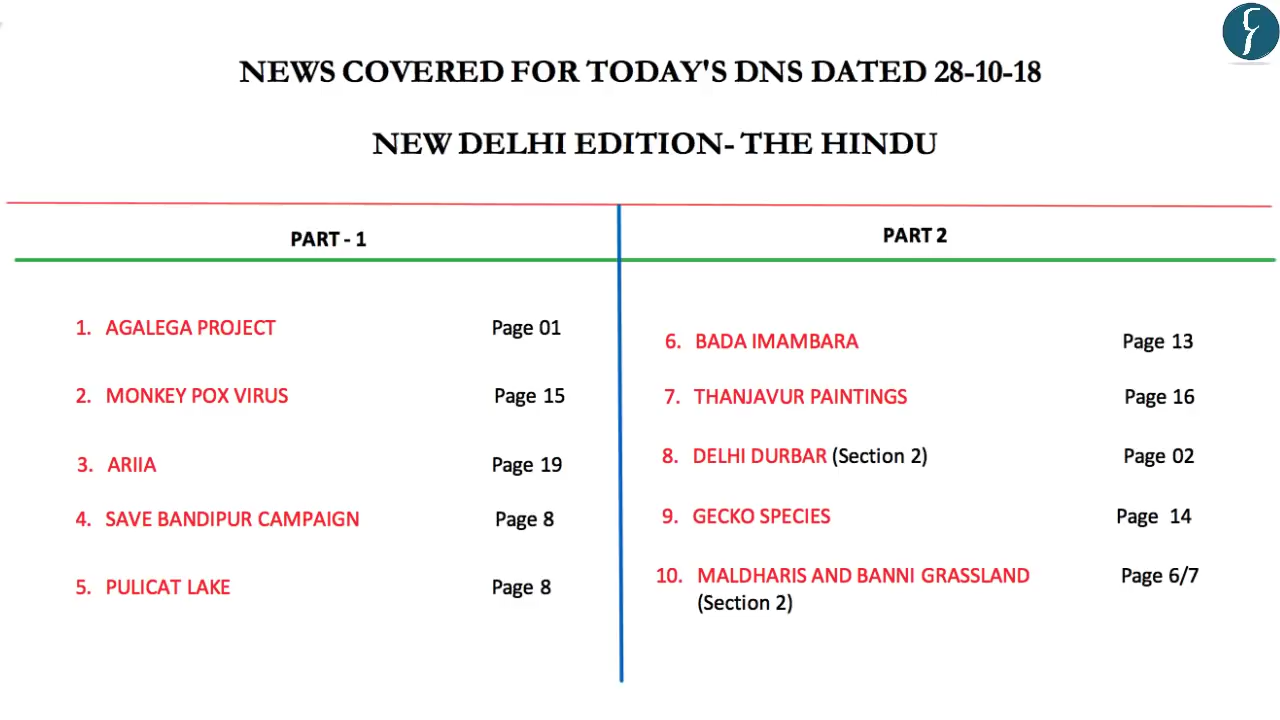 NEWS COVERED FOR TODAY'S DNS DATED 28-10-18
NEW DELHI EDITION- THE HINDU
PART - 1
1. AGALEGA PROJECT Page 01
2. MONKEY POX VIRUS Page 15
3. ARIIA Page 19
4. SAVE BANDIPUR CAMPAIGN Page 8
5. PULICAT LAKE Page 8
PART 2
6. BADA IMAMBARA Page 13
7. THANJAVUR PAINTINGS Page 16
8. DELHI DURBAR (Section 2) Page 02
9. GECKO SPECIES Page 14
10. MALDHARIS AND BANNI GRASSLAND Page 6/7
(Section 2)